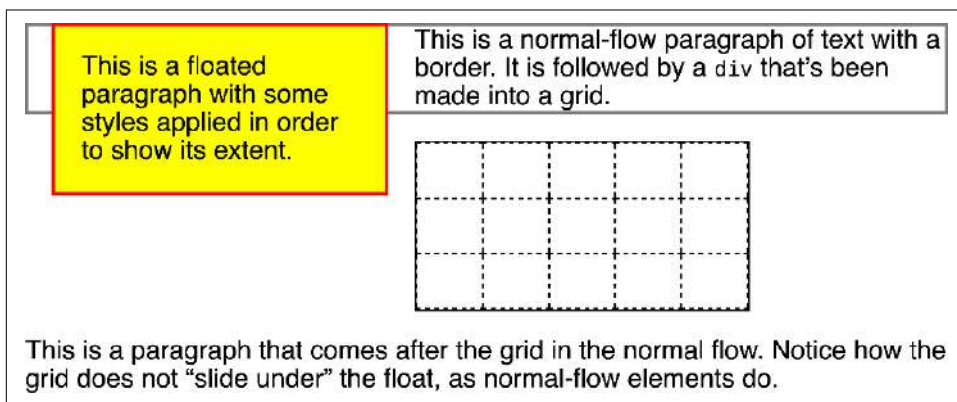 This is a floated
paragraph with some
styles applied in order
to show its extent.
This is a normal-flow paragraph of text with a
border. It is followed by a div that's been
made into a grid.
This is a paragraph that comes after the grid in the normal flow. Notice how the
grid does not “slide under” the float, as normal-flow elements do.